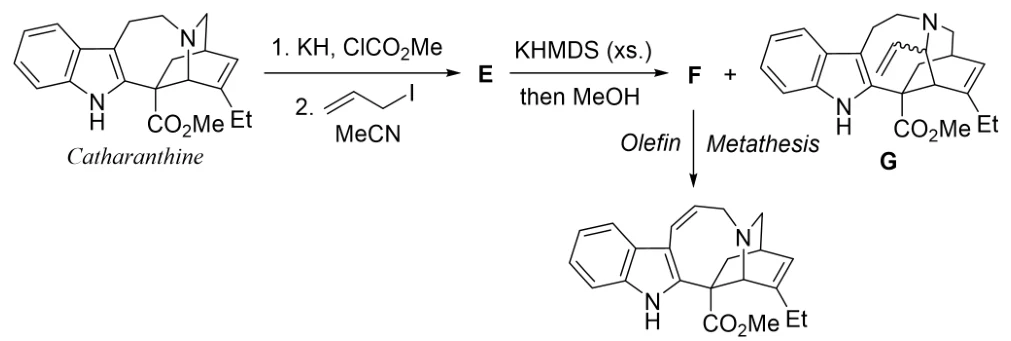 1. KH, ClCO₂Me
2.
I
MeCN
E
KHMDS (xs.)
then MeOH
F +
N
N
H
CO₂Me Et
Catharanthine
N
N
H
CO₂Me Et
G
Olefin Metathesis
N
N
H
CO₂Me Et